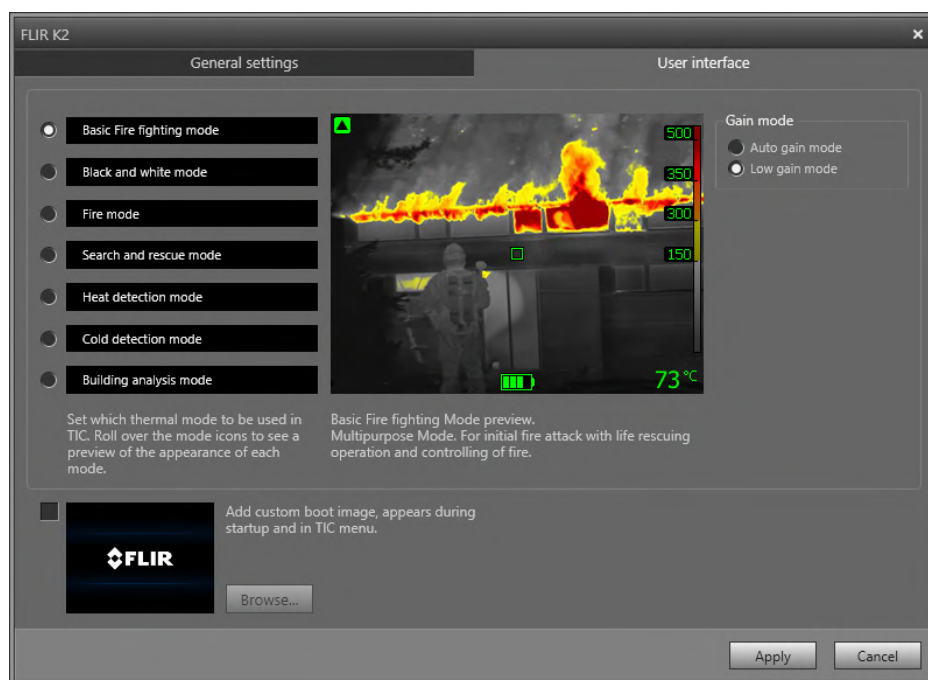 FLIR K2
General settings
User interface
Basic Fire fighting mode
Black and white mode
Fire mode
Search and rescue mode
Heat detection mode
Cold detection mode
Building analysis mode
Set which thermal mode to be used in
TIC. Roll over the mode icons to see a
preview of the appearance of each
mode.
500
350
300
150
73 °C
Basic Fire fighting Mode preview.
Multipurpose Mode. For initial fire attack with life rescuing
operation and controlling of fire.
Gain mode
Auto gain mode
Low gain mode
FLIR
Add custom boot image, appears during
startup and in TIC menu.
Browse...
Apply
Cancel